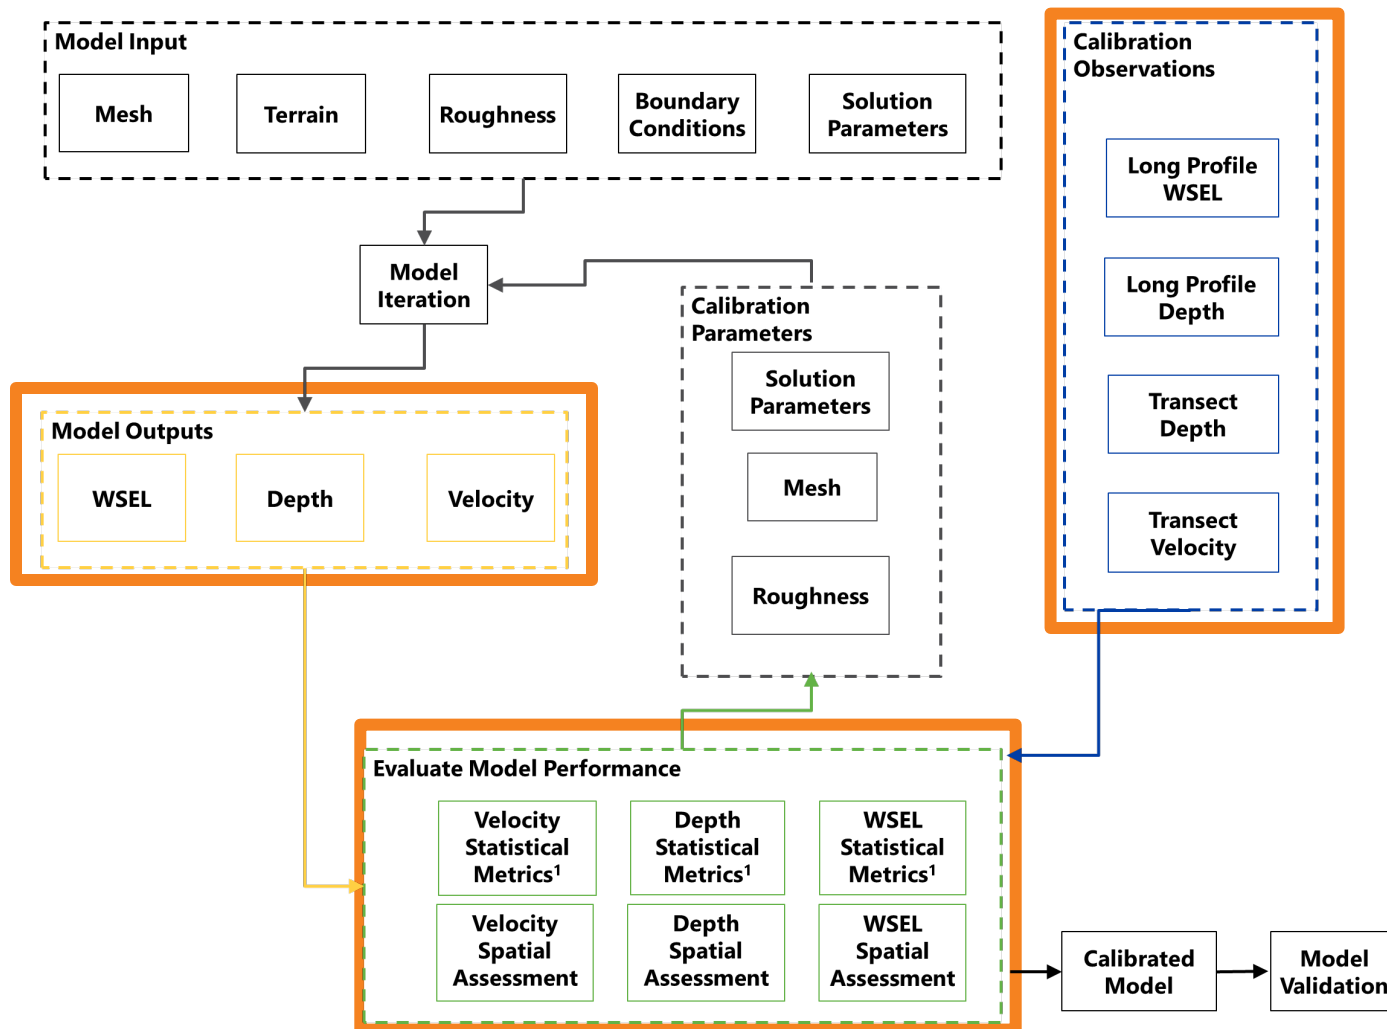 Model Input
Mesh
Terrain
Roughness
Boundary
Conditions
Solution
Parameters
Calibration
Observations
Long Profile
WSEL
Long Profile
Depth
Transect
Depth
Transect
Velocity
Model
Iteration
Calibration
Parameters
Solution
Parameters
Mesh
Roughness
Model Outputs
WSEL
Depth
Velocity
Evaluate Model Performance
Velocity
Statistical
Metrics¹
Depth
Statistical
Metrics¹
WSEL
Statistical
Metrics¹
Velocity
Spatial
Assessment
Depth
Spatial
Assessment
WSEL
Spatial
Assessment
Calibrated
Model
Model
Validation